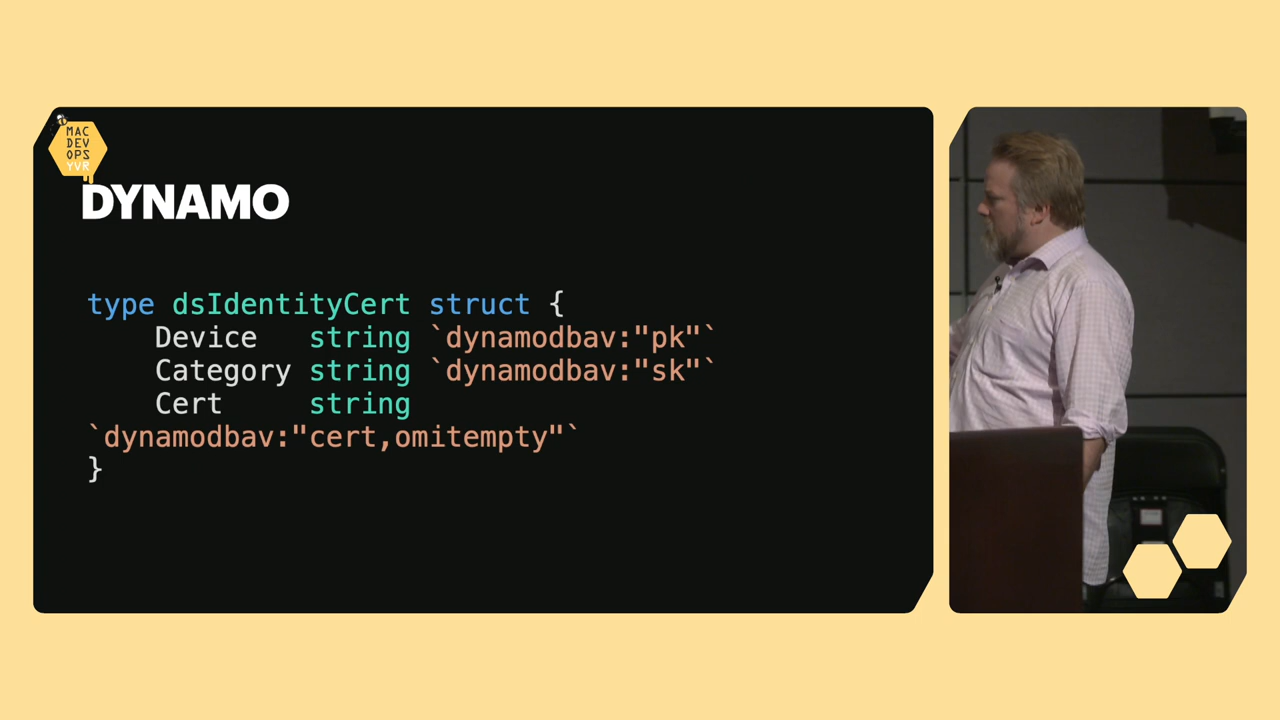 MAC
DEV
OPS
YVR
DYNAMO
type dsIdentityCert struct {
    Device   string `dynamodbav:"pk"`
    Category string `dynamodbav:"sk"`
    Cert     string
`dynamodbav:"cert,omitempty"`
}